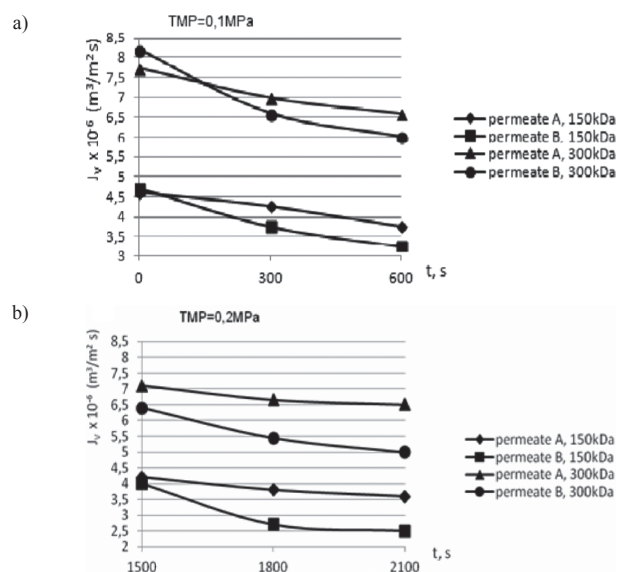 a)
TMP=0,1MPa
J_v x 10⁻⁶ (m³/m² s)
8,5
8
7,5
7
6,5
6
5,5
5
4,5
4
3,5
3
0
300
600
t, s
permeate A, 150kDa
permeate B, 150kDa
permeate A, 300kDa
permeate B, 300kDa
b)
TMP=0,2MPa
J_v x 10⁻⁶ (m³/m² s)
8,5
8
7,5
7
6,5
6
5,5
5
4,5
4
3,5
3
2,5
2
1500
1800
2100
t, s
permeate A, 150kDa
permeate B, 150kDa
permeate A, 300kDa
permeate B, 300kDa